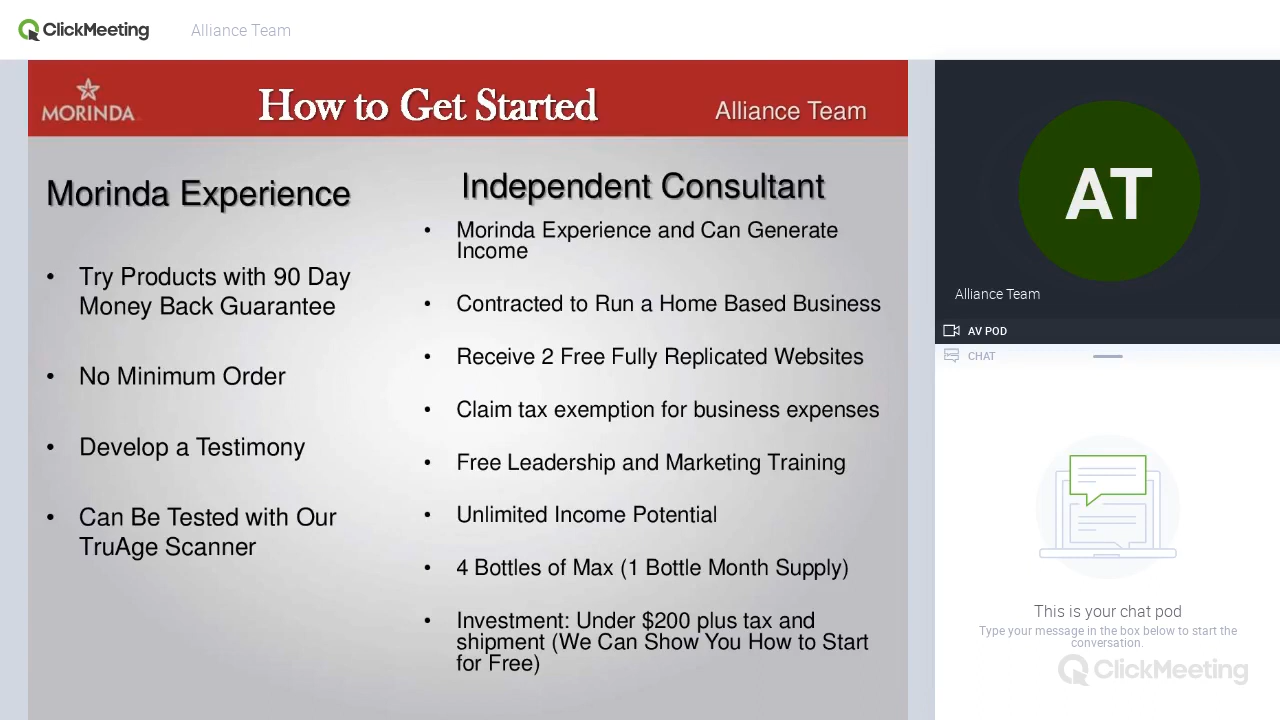 ClickMeeting
Alliance Team
MORINDA
How to Get Started
Alliance Team
Morinda Experience
• Try Products with 90 Day
Money Back Guarantee
• No Minimum Order
• Develop a Testimony
• Can Be Tested with Our
TruAge Scanner
Independent Consultant
• Morinda Experience and Can Generate
Income
• Contracted to Run a Home Based Business
• Receive 2 Free Fully Replicated Websites
• Claim tax exemption for business expenses
• Free Leadership and Marketing Training
• Unlimited Income Potential
• 4 Bottles of Max (1 Bottle Month Supply)
• Investment: Under $200 plus tax and
shipment (We Can Show You How to Start
for Free)
AT
Alliance Team
AV POD
CHAT
This is your chat pod
Type your message in the box below to start the
conversation.
ClickMeeting